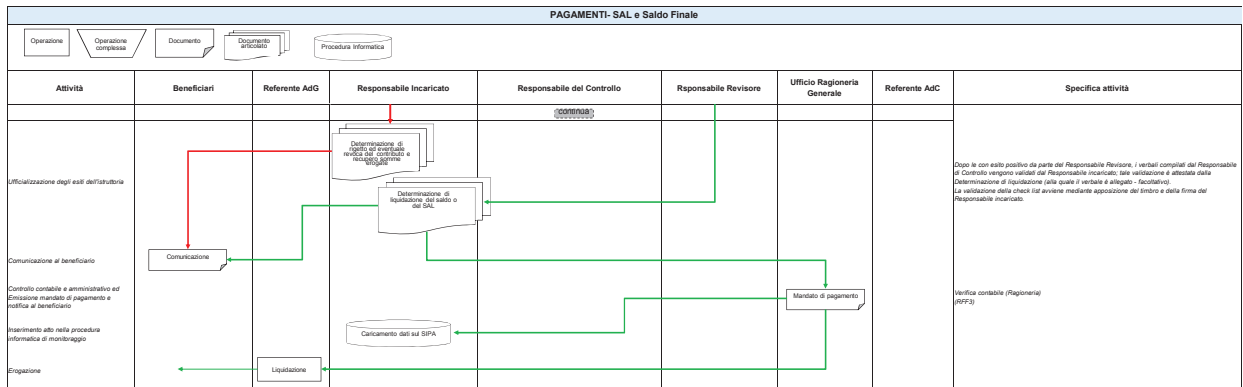 PAGAMENTI- SAL e Saldo Finale
Operazione
Operazione
complessa
Documento
Documento
articolato
Procedura Informatica
Attività
Beneficiari
Referente AdG
Responsabile Incaricato
Responsabile del Controllo
Rsponsabile Revisore
Ufficio Ragioneria
Generale
Referente AdC
Specifica attività
continua
Ufficializzazione degli esiti dell'istruttoria
Determinazione di
rigetto ed eventuale
revoca del contributo e
recupero somme
erogate
Determinazione di
liquidazione del saldo o
del SAL
Dopo le con esito positivo da parte del Responsabile Revisore, i verbali compilati dal Responsabile
di Controllo vengono validati dal Responsabile incaricato; tale validazione è attestata dalla
Determinazione di liquidazione (alla quale il verbale è allegato - facoltativo).
La validazione della check list avviene mediante apposizione del timbro e della firma del
Responsabile incaricato.
Comunicazione al beneficiario
Comunicazione
Controllo contabile e amministrativo ed
Emissione mandato di pagamento e
notifica al beneficiario
Mandato di pagamento
Verifica contabile (Ragioneria)
(RFF3)
Inserimento atto nella procedura
informatica di monitoraggio
Caricamento dati sul SIPA
Erogazione
Liquidazione